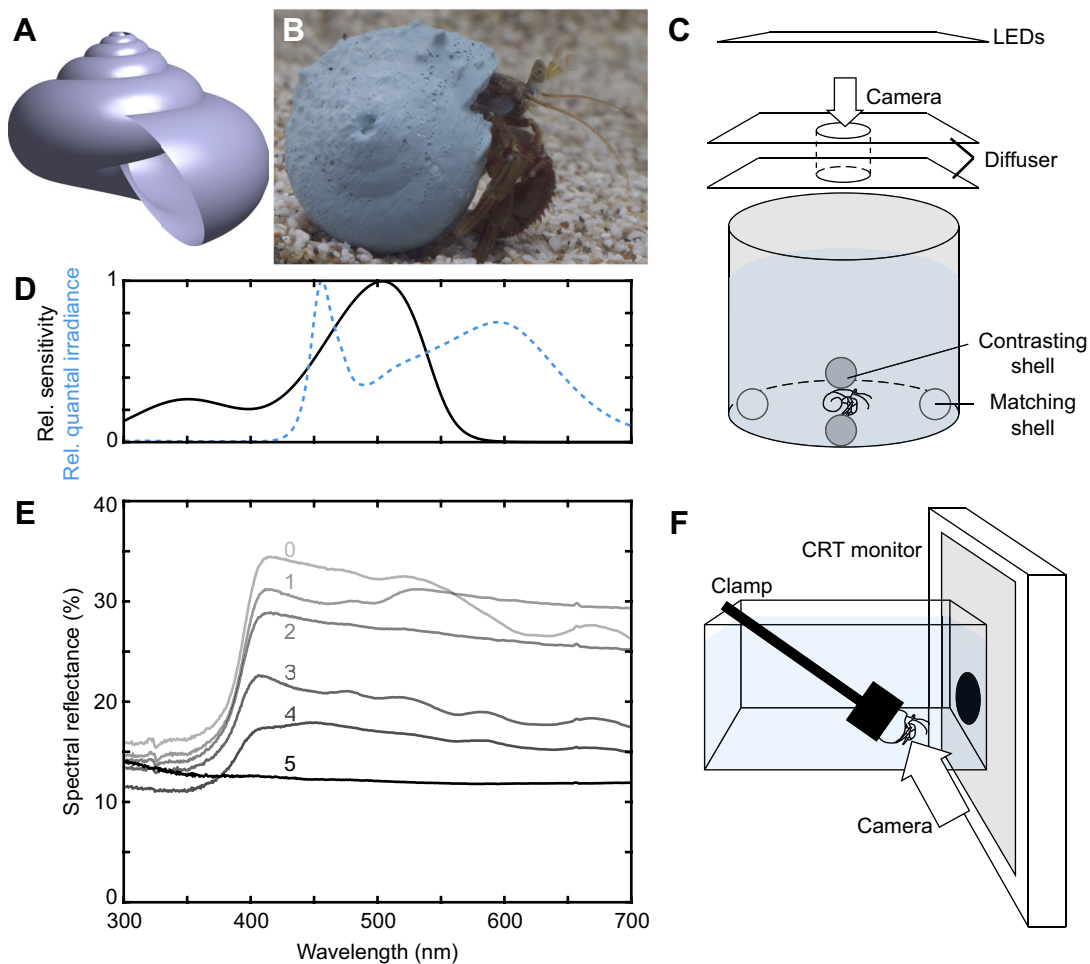 A
B
C
LEDs
Camera
Diffuser
Contrasting
shell
Matching
shell
D
Rel. sensitivity
Rel. quantal irradiance
1
0
E
Spectral reflectance (%)
40
30
20
10
0
0
1
2
3
4
5
300
400
500
600
700
Wavelength (nm)
F
CRT monitor
Clamp
Camera